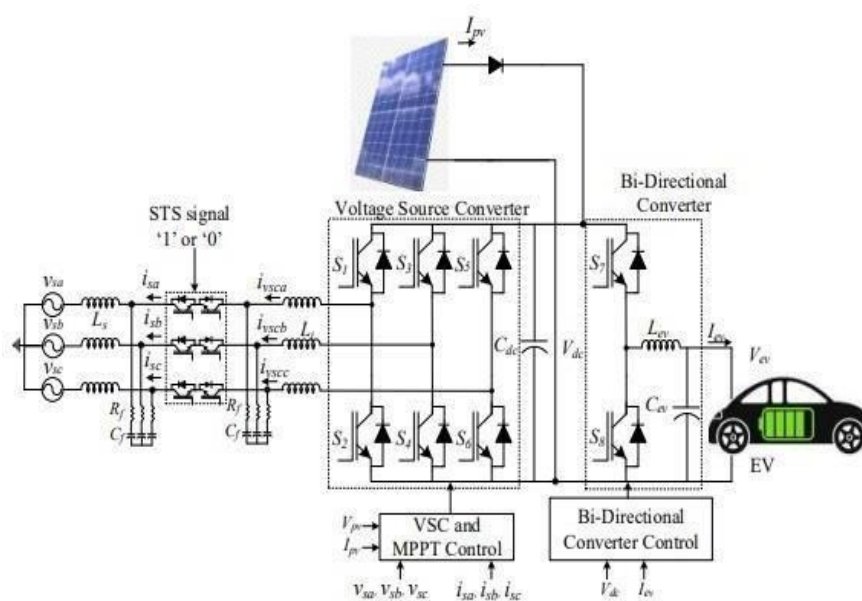 I_pv
Bi-Directional
Converter
STS signal
'1' or '0'
Voltage Source Converter
v_sa
v_sb
v_sc
L_s
i_sa
i_sb
i_sc
i_vsca
i_vscb
i_vscc
R_f
C_f
R_f
C_f
S_1
S_3
S_5
S_2
S_4
S_6
C_dc
V_dc
S_7
S_8
L_ev
I_ev
V_ev
C_ev
EV
V_pv
I_pv
VSC and
MPPT Control
v_sa, v_sb, v_sc
i_sa, i_sb, i_sc
Bi-Directional
Converter Control
V_dc
I_ev